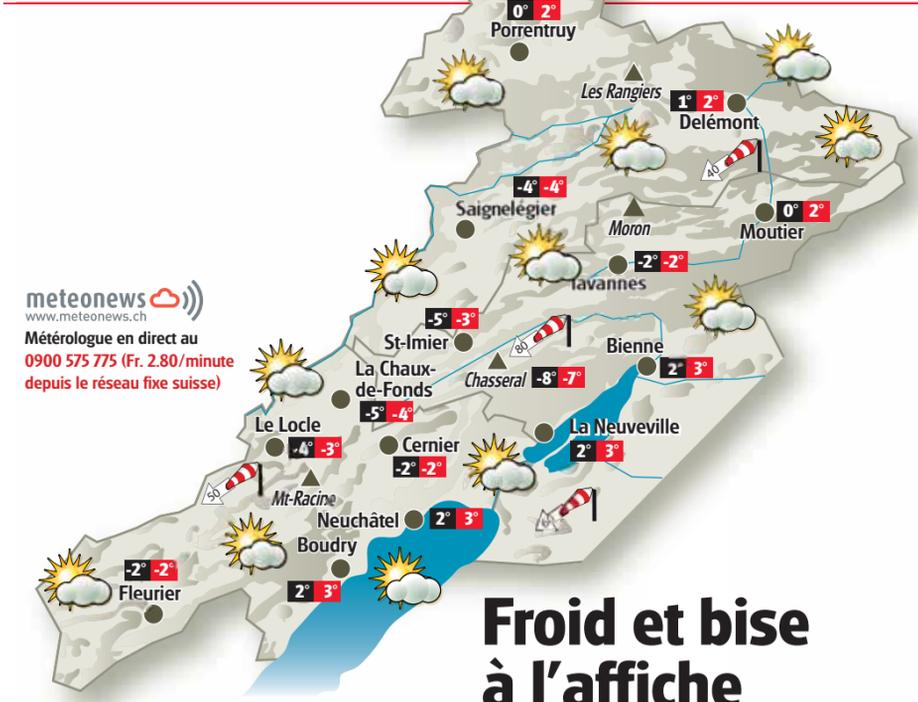 0° 2°
Porrentruy
Les Rangiers
1° 2°
Delémont
40
-4° -4°
Saignelégier
Moron
0° 2°
Moutier
-2° -2°
Tavannes
meteonews
www.meteonews.ch
Météorologue en direct au
0900 575 775 (Fr. 2.80/minute
depuis le réseau fixe suisse)
-5° -3°
St-Imier
80
Chasseral -8° -7°
Bienne
2° 3°
La Chaux-
de-Fonds
-5° -4°
Le Locle
-4° -3°
Cernier
-2° -2°
La Neuveville
2° 3°
50
Mt-Racine
Neuchâtel 2° 3°
Boudry
2° 3°
-2° -2°
Fleurier
Froid et bise
à l'affiche